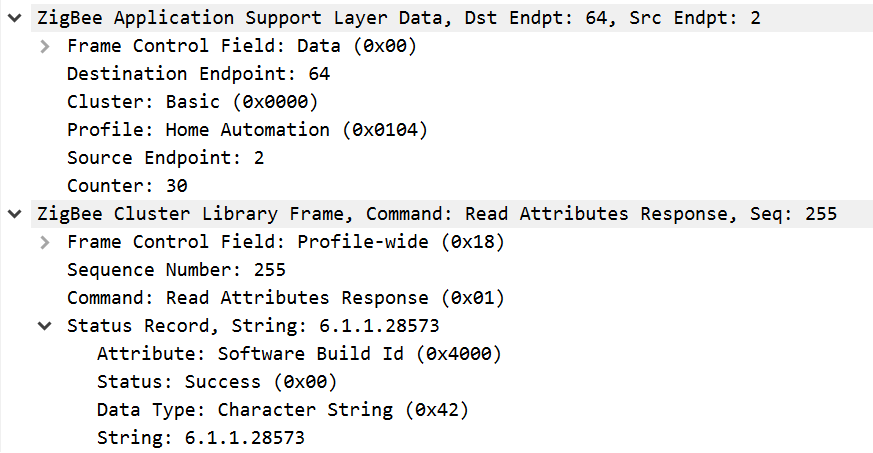 ZigBee Application Support Layer Data, Dst Endpt: 64, Src Endpt: 2
Frame Control Field: Data (0x00)
Destination Endpoint: 64
Cluster: Basic (0x0000)
Profile: Home Automation (0x0104)
Source Endpoint: 2
Counter: 30
ZigBee Cluster Library Frame, Command: Read Attributes Response, Seq: 255
Frame Control Field: Profile-wide (0x18)
Sequence Number: 255
Command: Read Attributes Response (0x01)
Status Record, String: 6.1.1.28573
Attribute: Software Build Id (0x4000)
Status: Success (0x00)
Data Type: Character String (0x42)
String: 6.1.1.28573